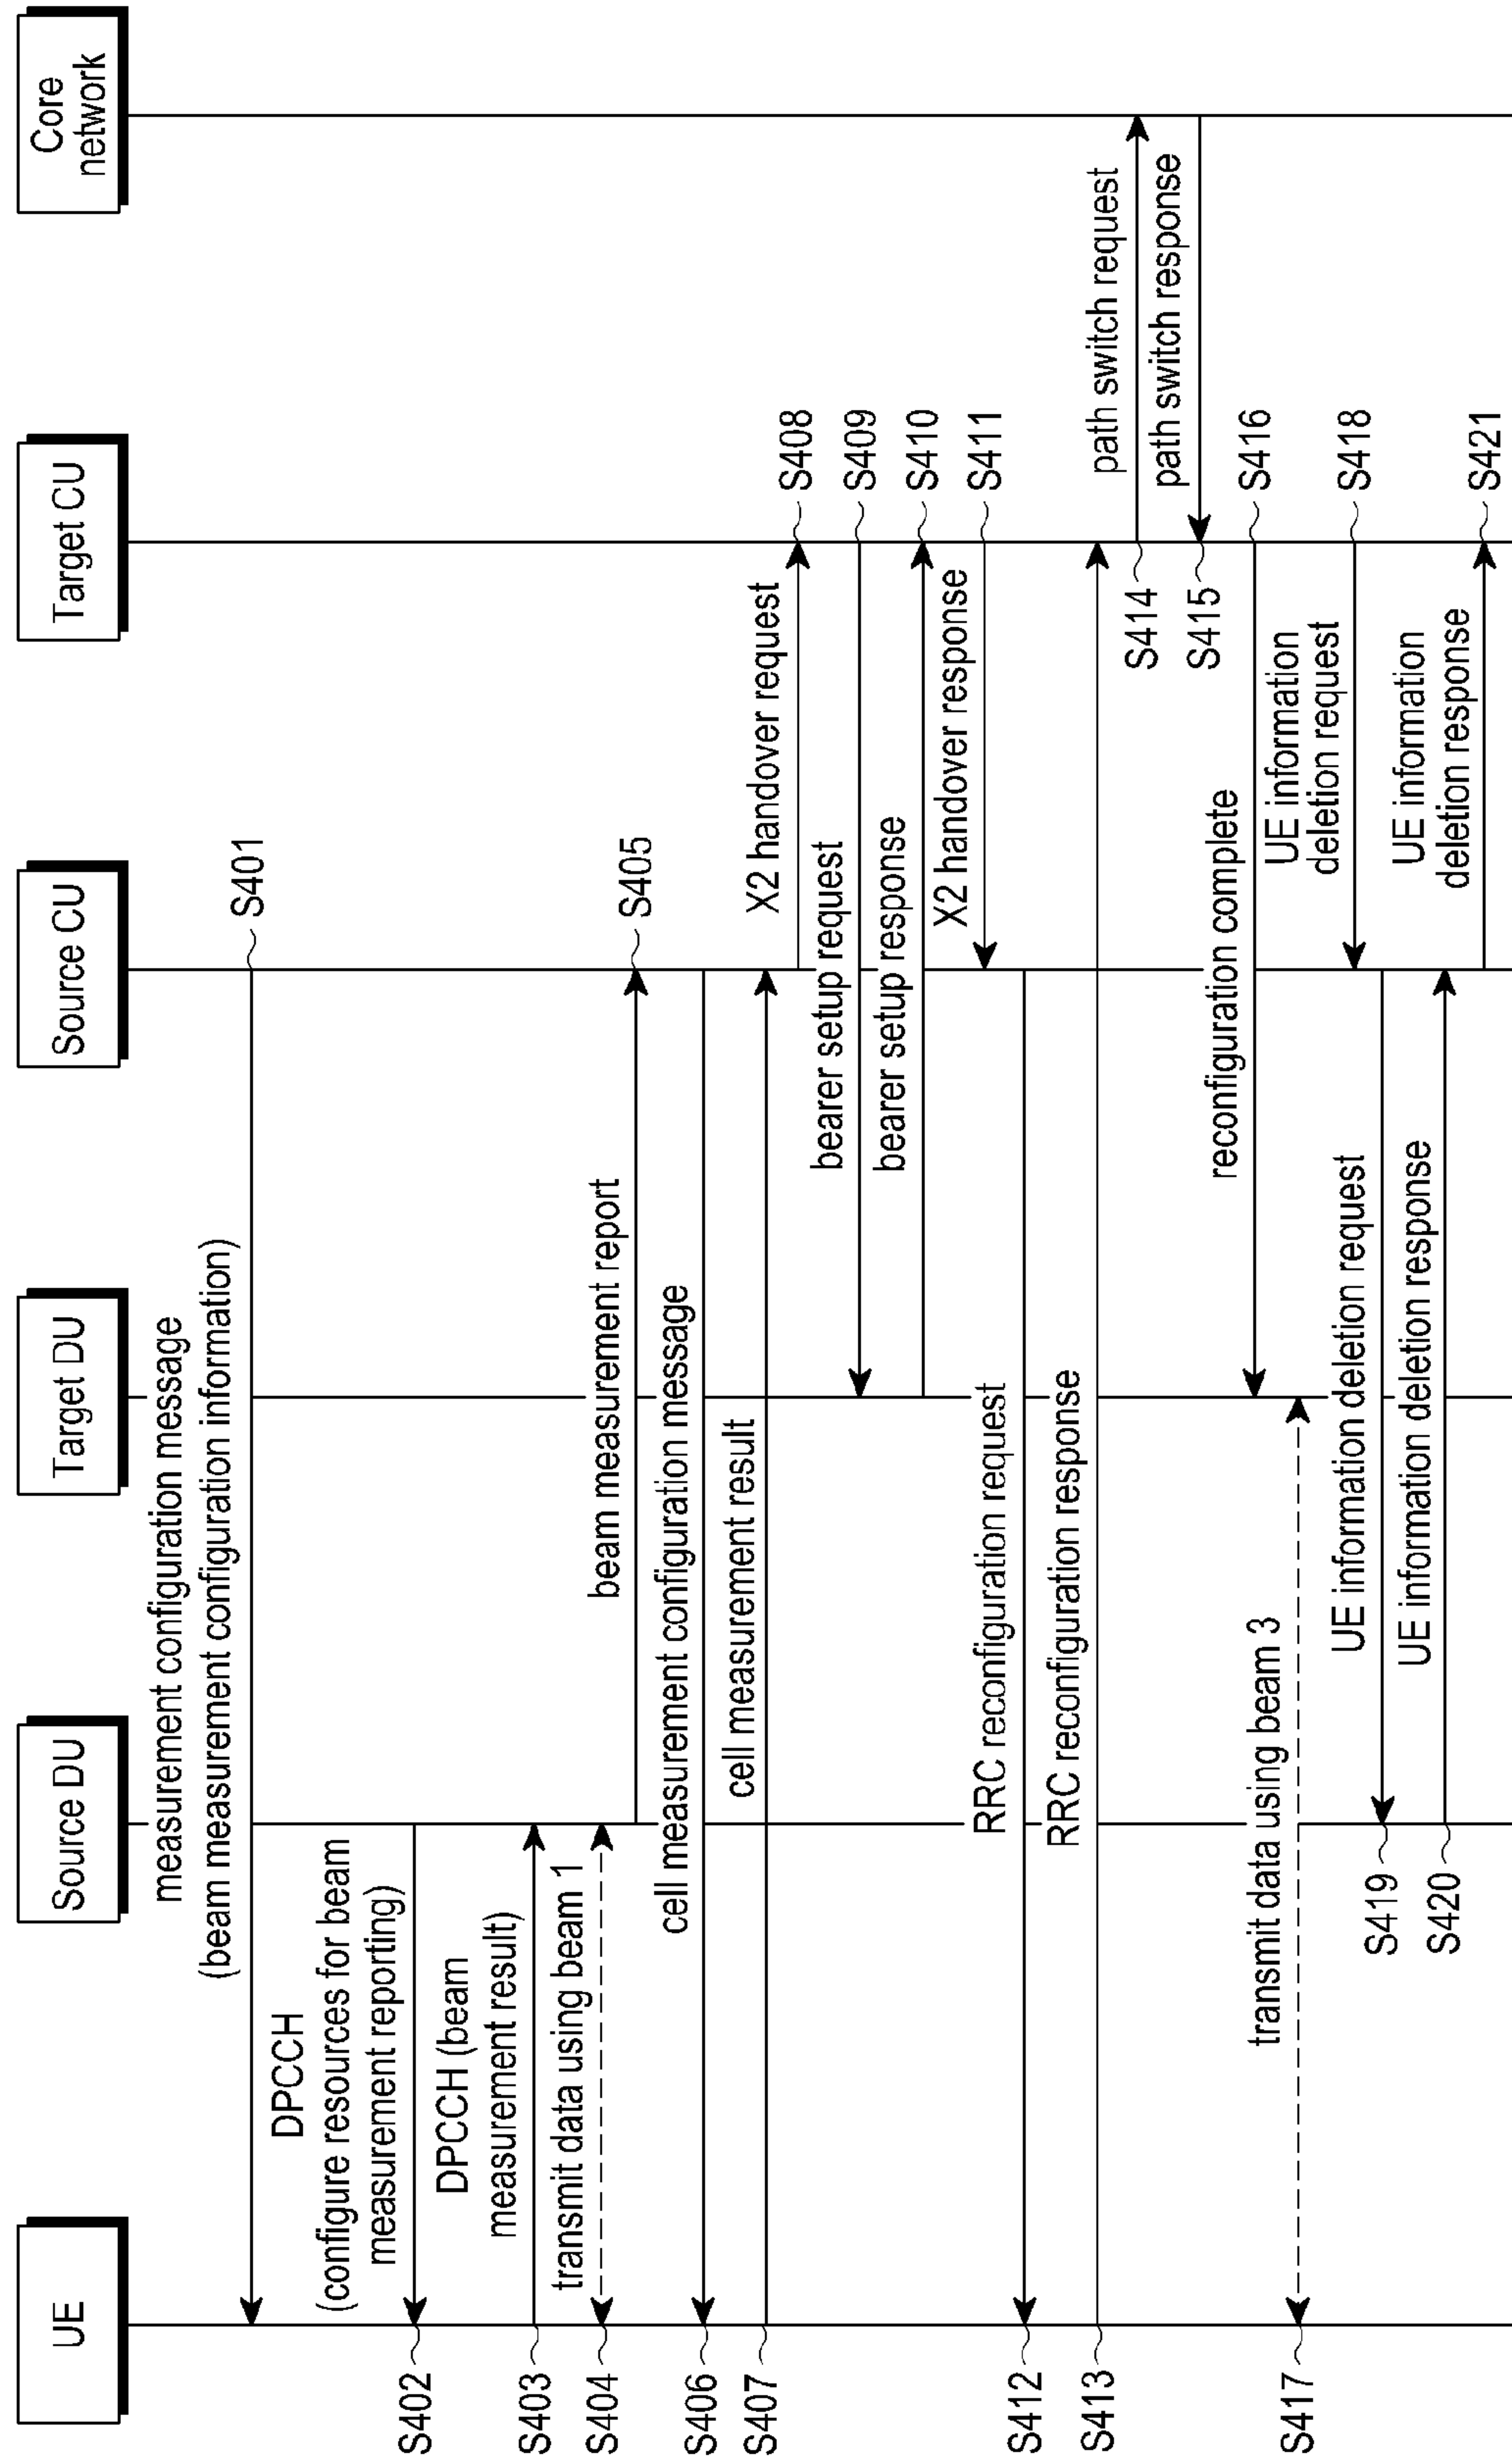 UE
Source DU
Target DU
Source CU
Target CU
Core
network
measurement configuration message
(beam measurement configuration information)
S401
DPCCH
(configure resources for beam
measurement reporting)
S402
DPCCH (beam
measurement result)
S403
transmit data using beam 1
S404
beam measurement report
S405
cell measurement configuration message
S406
cell measurement result
S407
X2 handover request
S408
bearer setup request
S409
bearer setup response
S410
X2 handover response
S411
RRC reconfiguration request
S412
RRC reconfiguration response
S413
path switch request
S414
path switch response
S415
reconfiguration complete
S416
transmit data using beam 3
S417
UE information
deletion request
S418
UE information deletion request
S419
UE information deletion response
S420
UE information
deletion response
S421